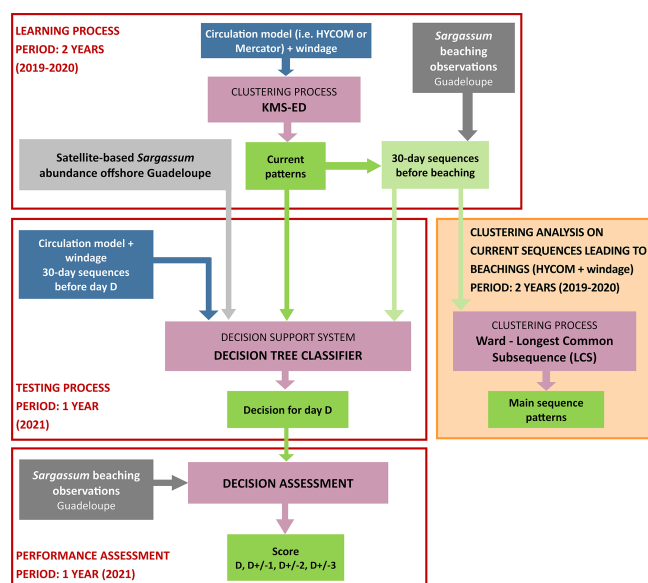 LEARNING PROCESS
PERIOD: 2 YEARS
(2019-2020)
Circulation model (i.e. HYCOM or
Mercator) + windage
Sargassum
beaching
observations
Guadeloupe
CLUSTERING PROCESS
KMS-ED
Satellite-based Sargassum
abundance offshore Guadeloupe
Current
patterns
30-day sequences
before beaching
Circulation model +
windage
30-day sequences
before day D
CLUSTERING ANALYSIS ON
CURRENT SEQUENCES LEADING TO
BEACHINGS (HYCOM + windage)
PERIOD: 2 YEARS (2019-2020)
DECISION SUPPORT SYSTEM
DECISION TREE CLASSIFIER
CLUSTERING PROCESS
Ward - Longest Common
Subsequence (LCS)
TESTING PROCESS
PERIOD: 1 YEAR
(2021)
Decision for day D
Main sequence
patterns
Sargassum beaching
observations
Guadeloupe
DECISION ASSESSMENT
Score
D, D+/-1, D+/-2, D+/-3
PERFORMANCE ASSESSMENT
PERIOD: 1 YEAR (2021)